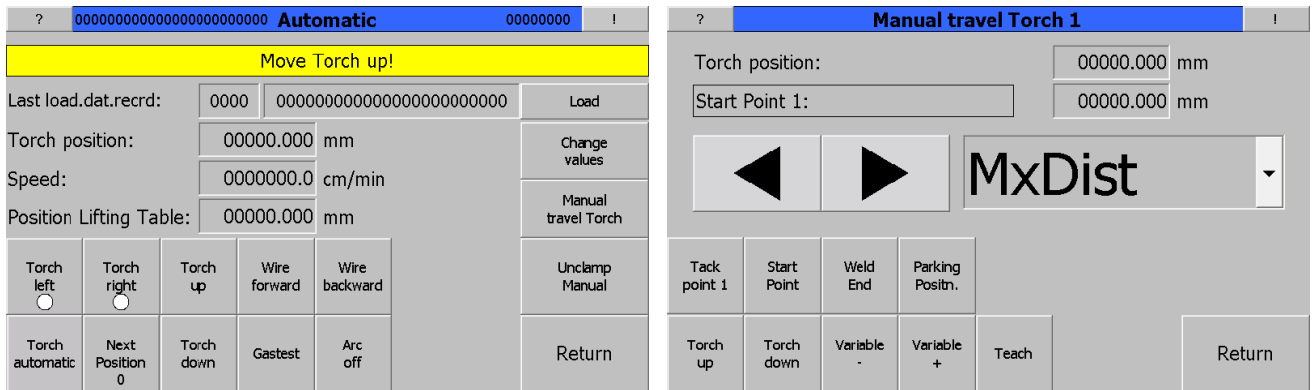 ? 000000000000000000000000 Automatic 00000000 !
Move Torch up!
Last load.dat.recrd: 0000 000000000000000000000000 Load
Torch position: 00000.000 mm
Change
values
Speed: 0000000.0 cm/min
Manual
travel Torch
Position Lifting Table: 00000.000 mm
Torch
left
Torch
right
Torch
up
Wire
forward
Wire
backward
Unclamp
Manual
Torch
automatic
Next
Position
0
Torch
down
Gastest
Arc
off
Return
? Manual travel Torch 1 !
Torch position: 00000.000 mm
Start Point 1: 00000.000 mm
MxDist
Tack
point 1
Start
Point
Weld
End
Parking
Positn.
Torch
up
Torch
down
Variable
-
Variable
+
Teach
Return